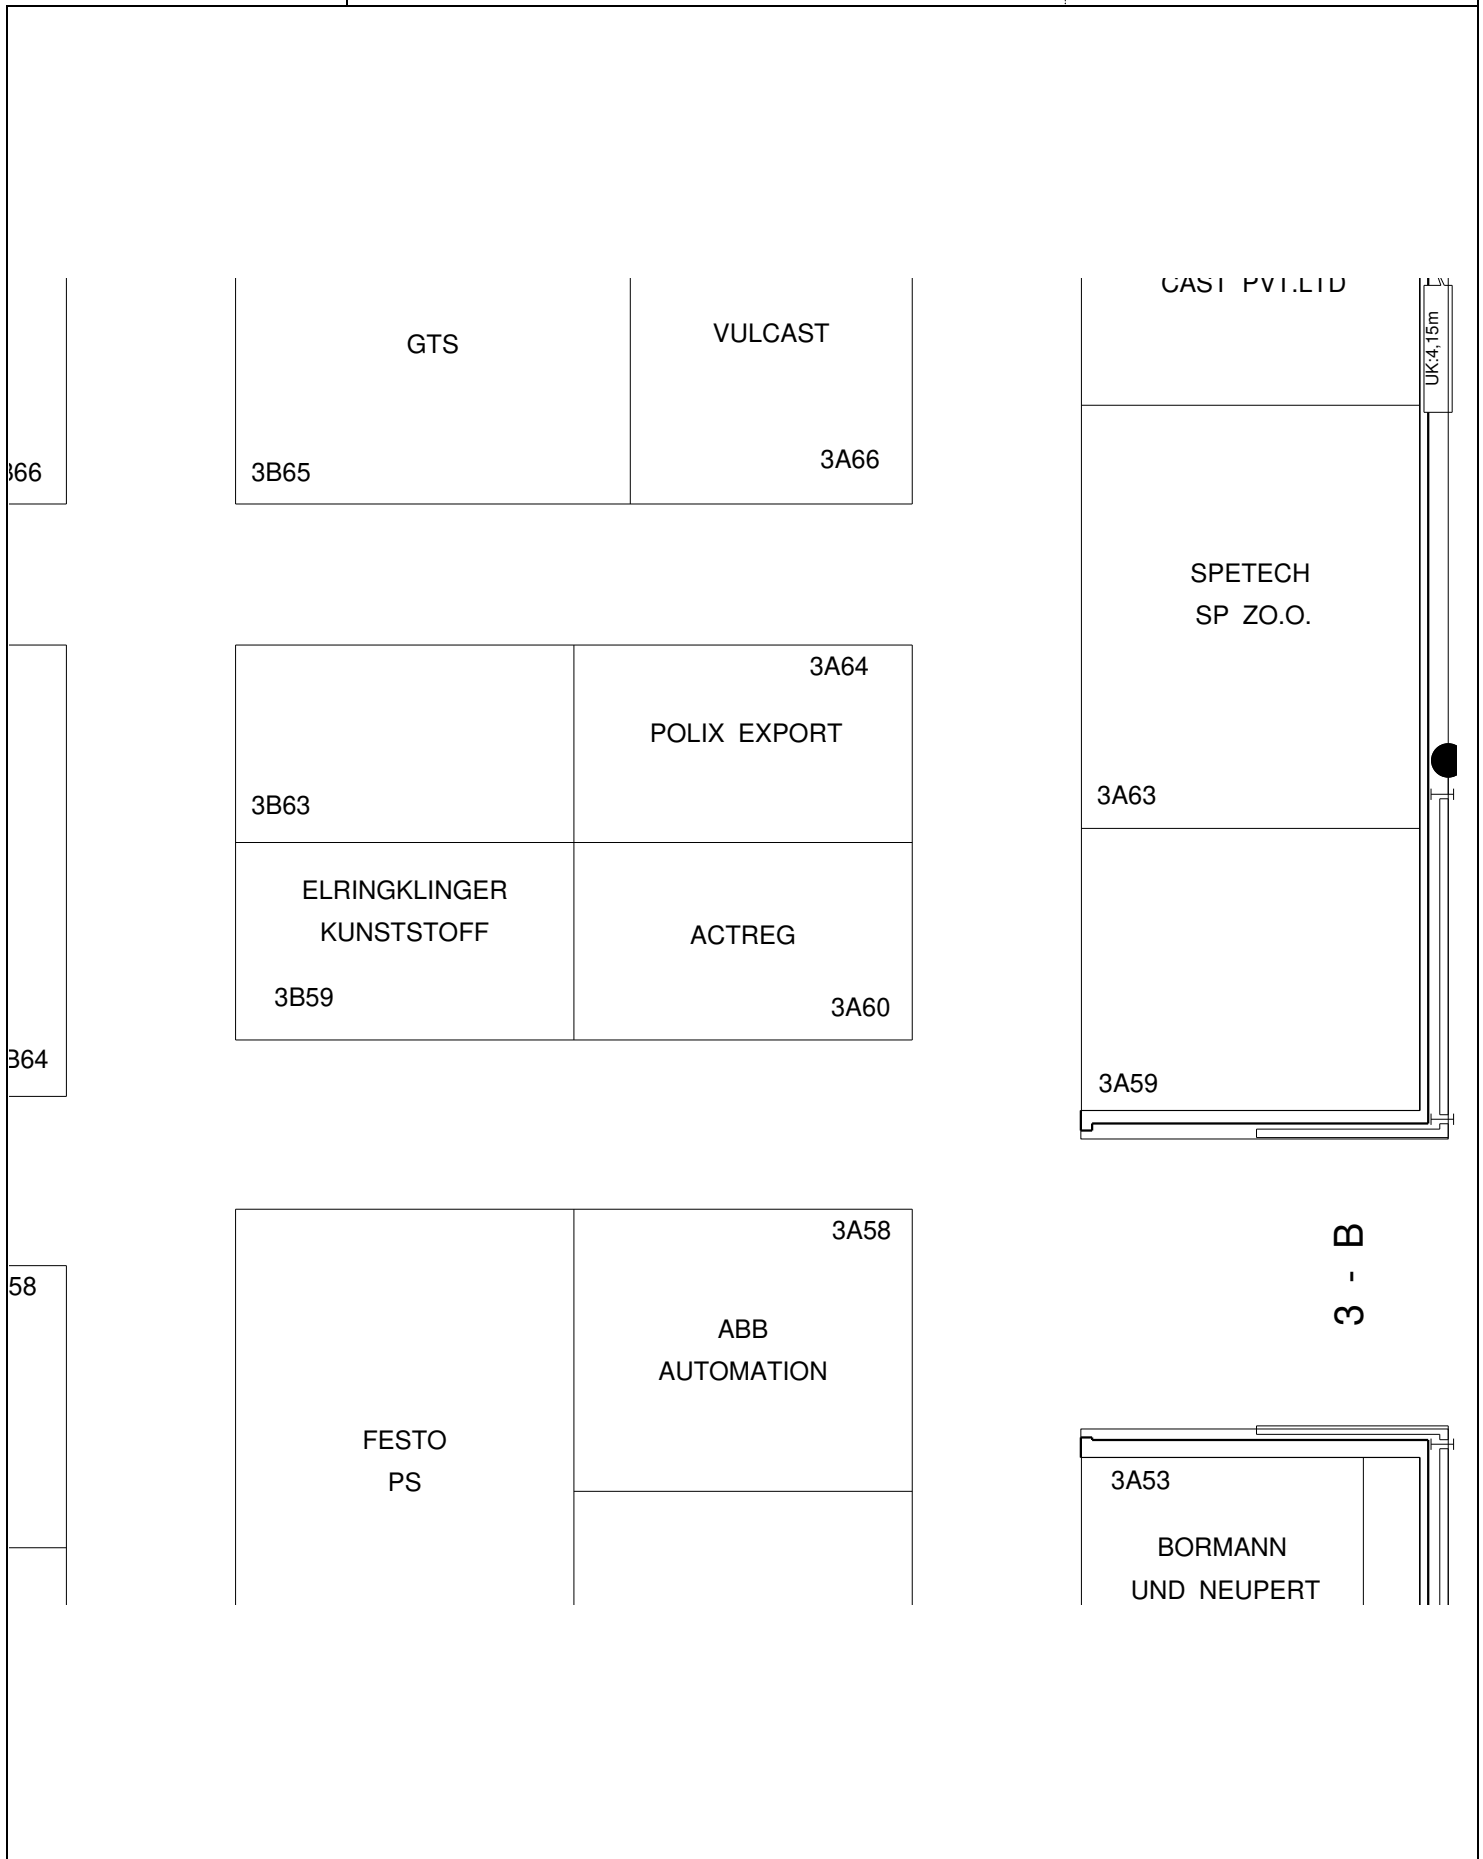 CAST PVT.LTD
UK:4,15m
GTS
VULCAST
3A66
66
3B65
SPETECH
SP ZO.O.
3A64
POLIX EXPORT
3A63
3B63
ELRINGKLINGER
KUNSTSTOFF
ACTREG
3B59
3A60
B64
3A59
3A58
3 - B
58
ABB
AUTOMATION
FESTO
PS
3A53
BORMANN
UND NEUPERT